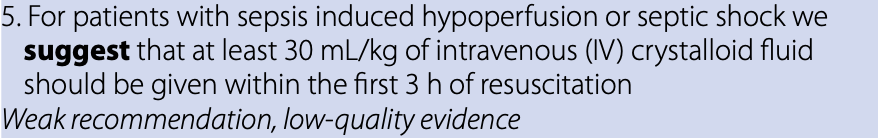 5. For patients with sepsis induced hypoperfusion or septic shock we
suggest that at least 30 mL/kg of intravenous (IV) crystalloid fluid
should be given within the first 3 h of resuscitation
Weak recommendation, low-quality evidence